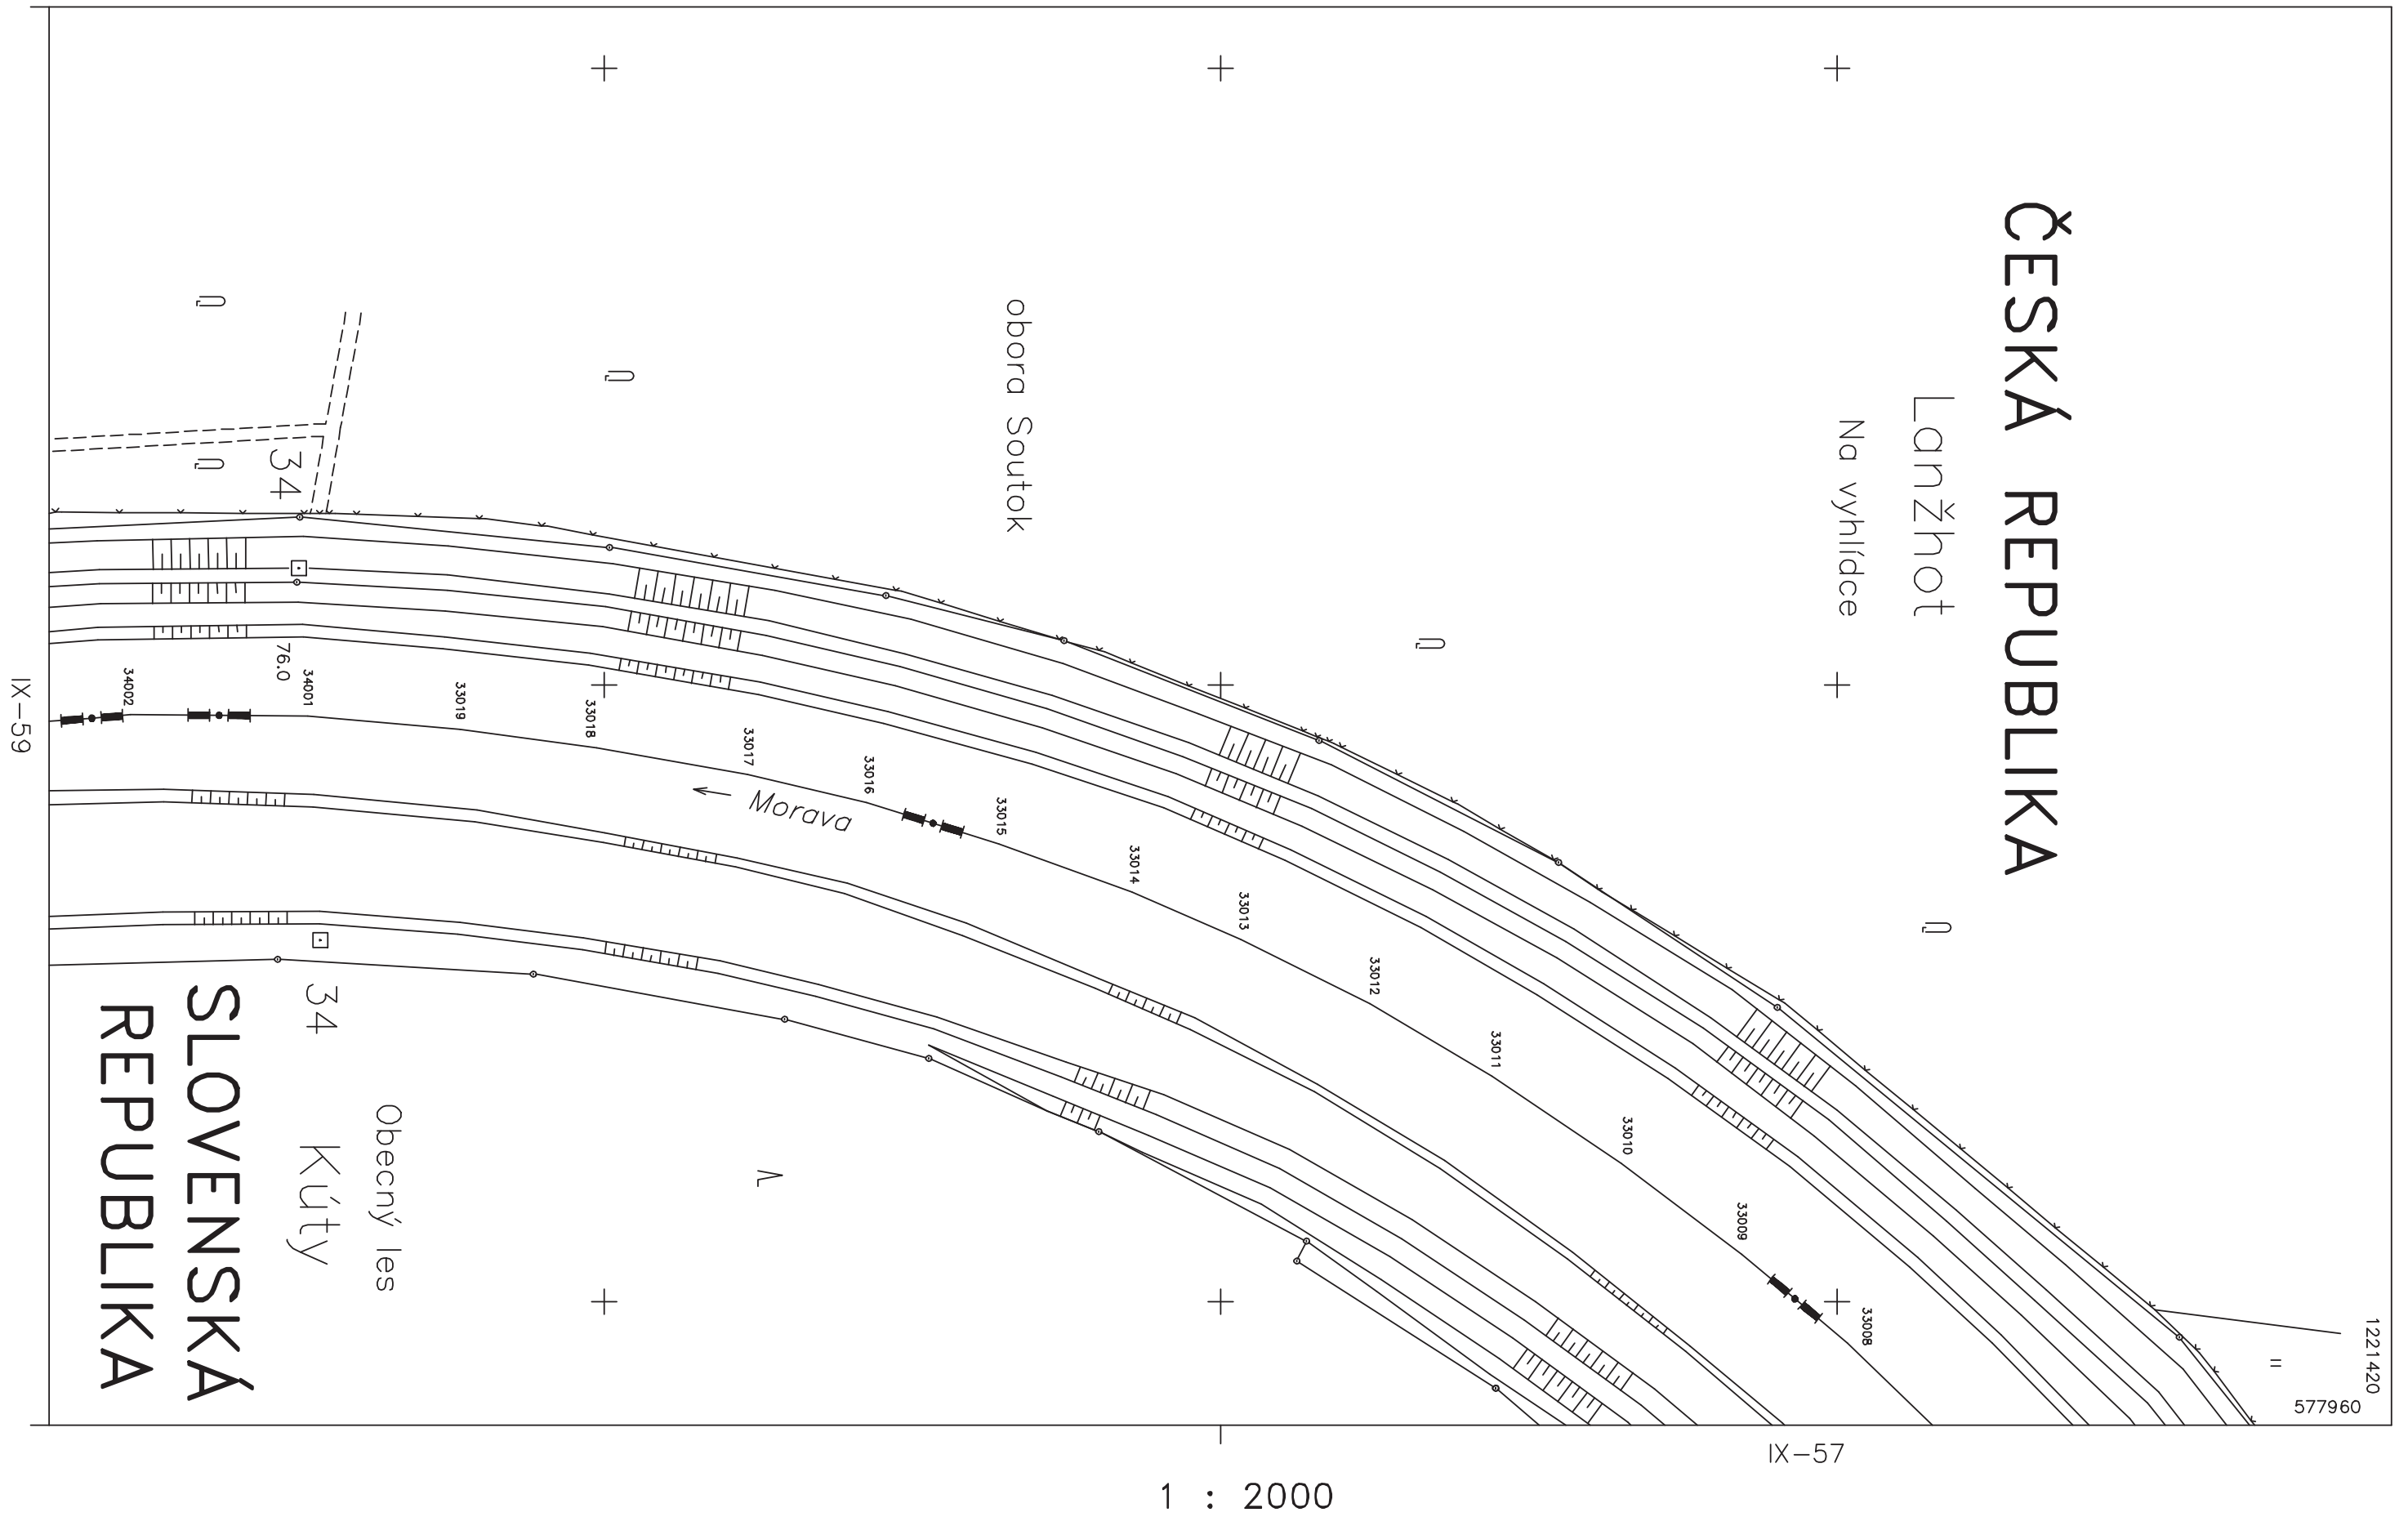 ČESKÁ REPUBLIKA
Lanžhot
Na vyhlídce
obora Soutok
34
76.0
34002
34001
33019
33018
33017
33016
33015
33014
33013
33012
33011
33010
33009
33008
Morava
34
SLOVENSKÁ
REPUBLIKA
Kúty
Obecný les
IX-59
IX-57
1221420
577960
1 : 2000